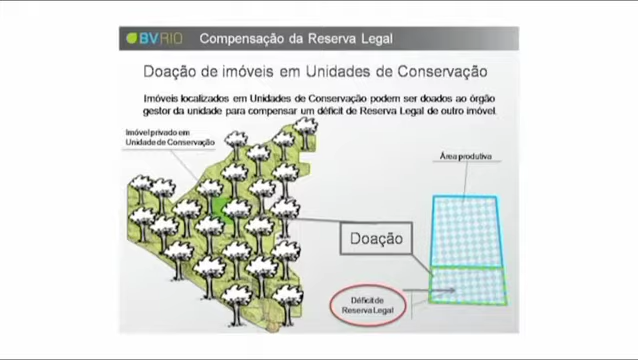 BVRIO Compensação da Reserva Legal
Doação de imóveis em Unidades de Conservação
Imóveis localizados em Unidades de Conservação podem ser doados ao órgão
gestor da unidade para compensar um déficit de Reserva Legal de outro imóvel.
Imóvel privado em
Unidade de Conservação
Área produtiva
Doação
Déficit de
Reserva Legal